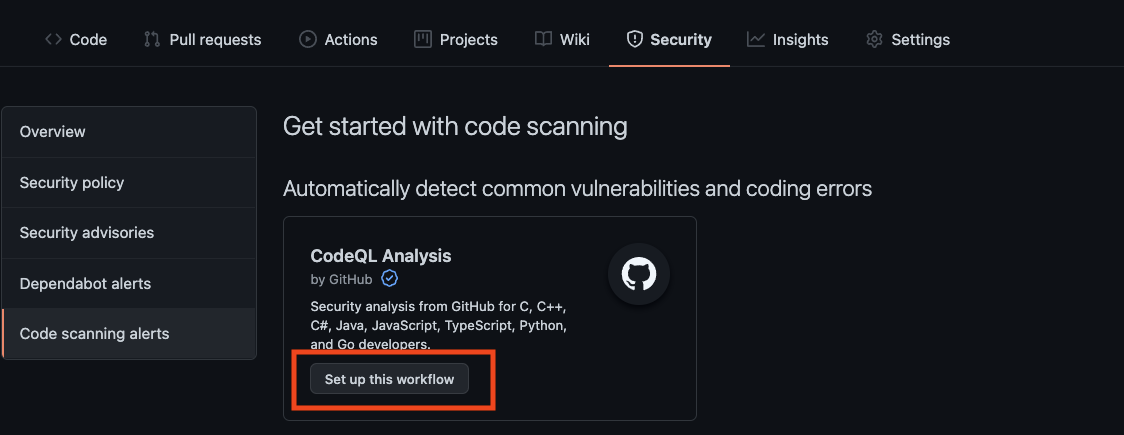 Code Pull requests Actions Projects Wiki Security Insights Settings
Overview
Security policy
Security advisories
Dependabot alerts
Code scanning alerts
Get started with code scanning
Automatically detect common vulnerabilities and coding errors
CodeQL Analysis
by GitHub
Security analysis from GitHub for C, C++,
C#, Java, JavaScript, TypeScript, Python,
and Go developers.
Set up this workflow